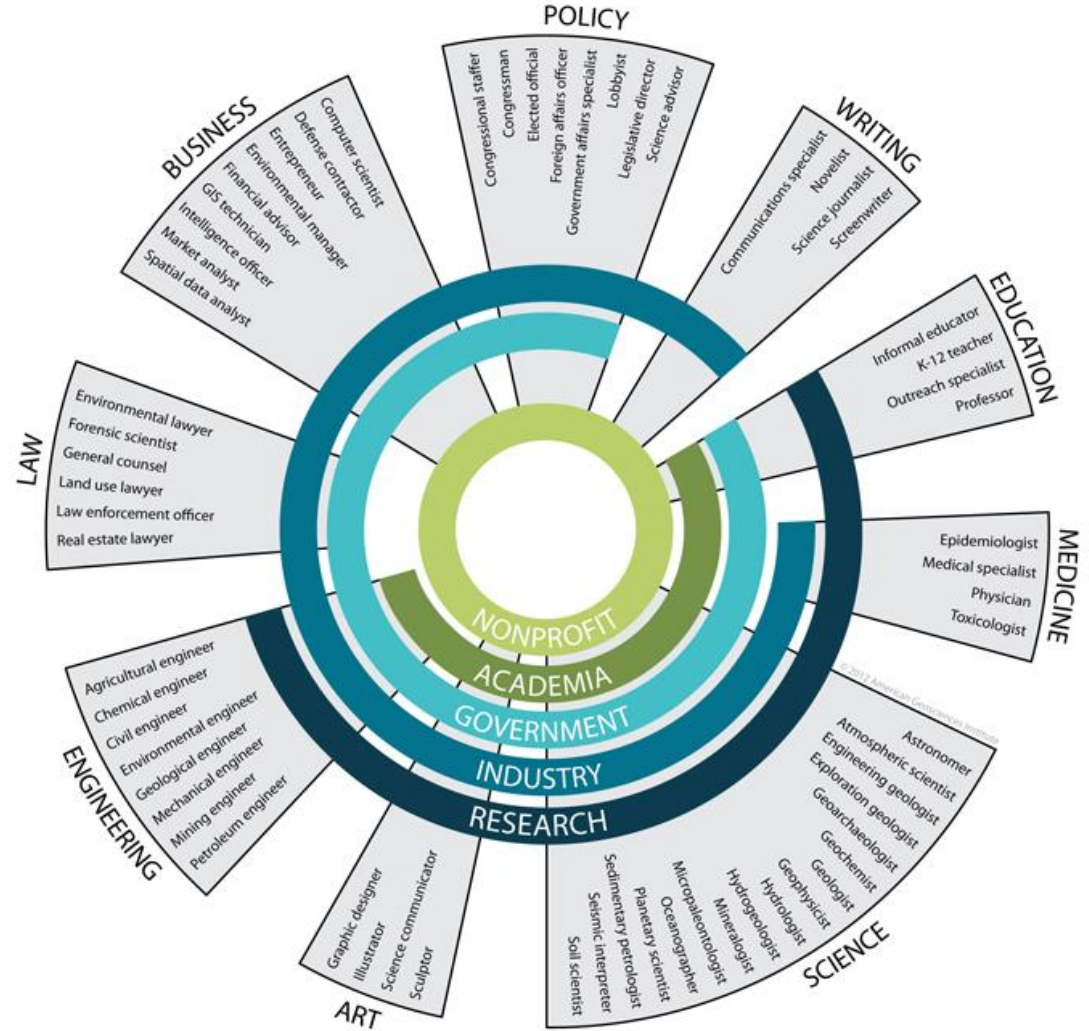 POLICY
Congressional staffer
Congressman
Elected official
Foreign affairs officer
Government affairs specialist
Lobbyist
Legislative director
Science advisor
WRITING
Communications specialist
Novelist
Science journalist
Screenwriter
EDUCATION
Informal educator
K-12 teacher
Outreach specialist
Professor
MEDICINE
Epidemiologist
Medical specialist
Physician
Toxicologist
© 2012 American Geosciences Institute
SCIENCE
Astronomer
Atmospheric scientist
Engineering geologist
Exploration geologist
Geoarchaeologist
Geochemist
Geologist
Geophysicist
Hydrologist
Hydrogeologist
Mineralogist
Micropaleontologist
Oceanographer
Planetary scientist
Sedimentary petrologist
Seismic interpreter
Soil scientist
ART
Graphic designer
Illustrator
Science communicator
Sculptor
ENGINEERING
Agricultural engineer
Chemical engineer
Civil engineer
Environmental engineer
Geological engineer
Mechanical engineer
Mining engineer
Petroleum engineer
LAW
Environmental lawyer
Forensic scientist
General counsel
Land use lawyer
Law enforcement officer
Real estate lawyer
BUSINESS
Computer scientist
Defense contractor
Entrepreneur
Environmental manager
Financial advisor
GIS technician
Intelligence officer
Market analyst
Spatial data analyst
NONPROFIT
ACADEMIA
GOVERNMENT
INDUSTRY
RESEARCH